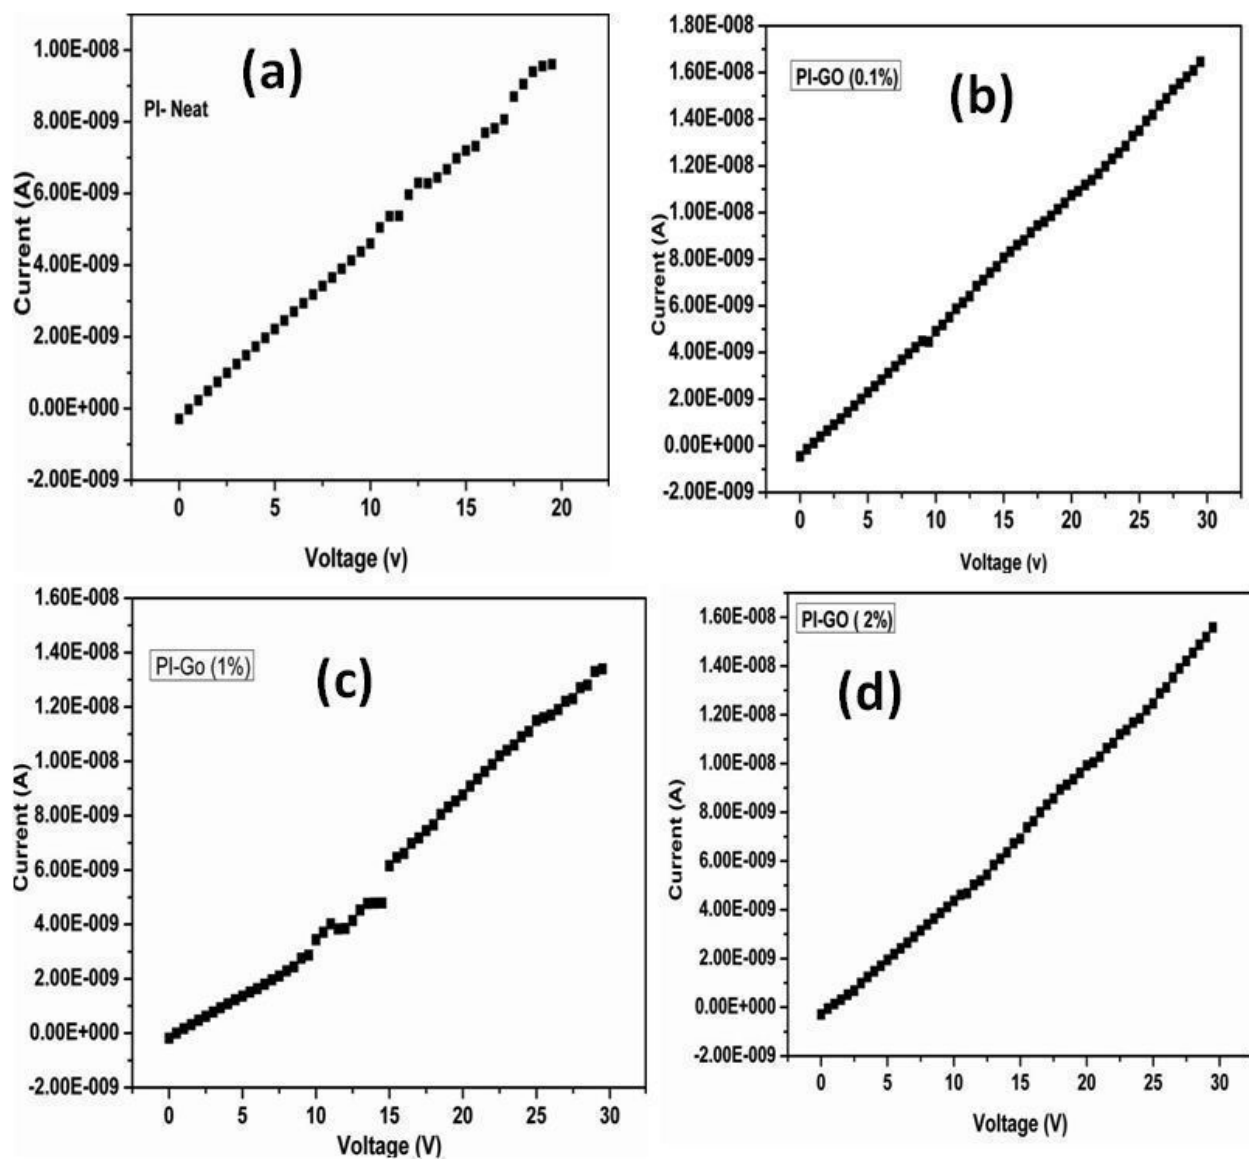 (a)
PI- Neat
1.00E-008
8.00E-009
6.00E-009
4.00E-009
2.00E-009
0.00E+000
-2.00E-009
Current (A)
0 5 10 15 20
Voltage (v)
(b)
PI-GO (0.1%)
1.80E-008
1.60E-008
1.40E-008
1.20E-008
1.00E-008
8.00E-009
6.00E-009
4.00E-009
2.00E-009
0.00E+000
-2.00E-009
Current (A)
0 5 10 15 20 25 30
Voltage (v)
(c)
PI-Go (1%)
1.60E-008
1.40E-008
1.20E-008
1.00E-008
8.00E-009
6.00E-009
4.00E-009
2.00E-009
0.00E+000
-2.00E-009
Current (A)
0 5 10 15 20 25 30
Voltage (V)
(d)
PI-GO ( 2%)
1.60E-008
1.40E-008
1.20E-008
1.00E-008
8.00E-009
6.00E-009
4.00E-009
2.00E-009
0.00E+000
-2.00E-009
Current (A)
0 5 10 15 20 25 30
Voltage (V)